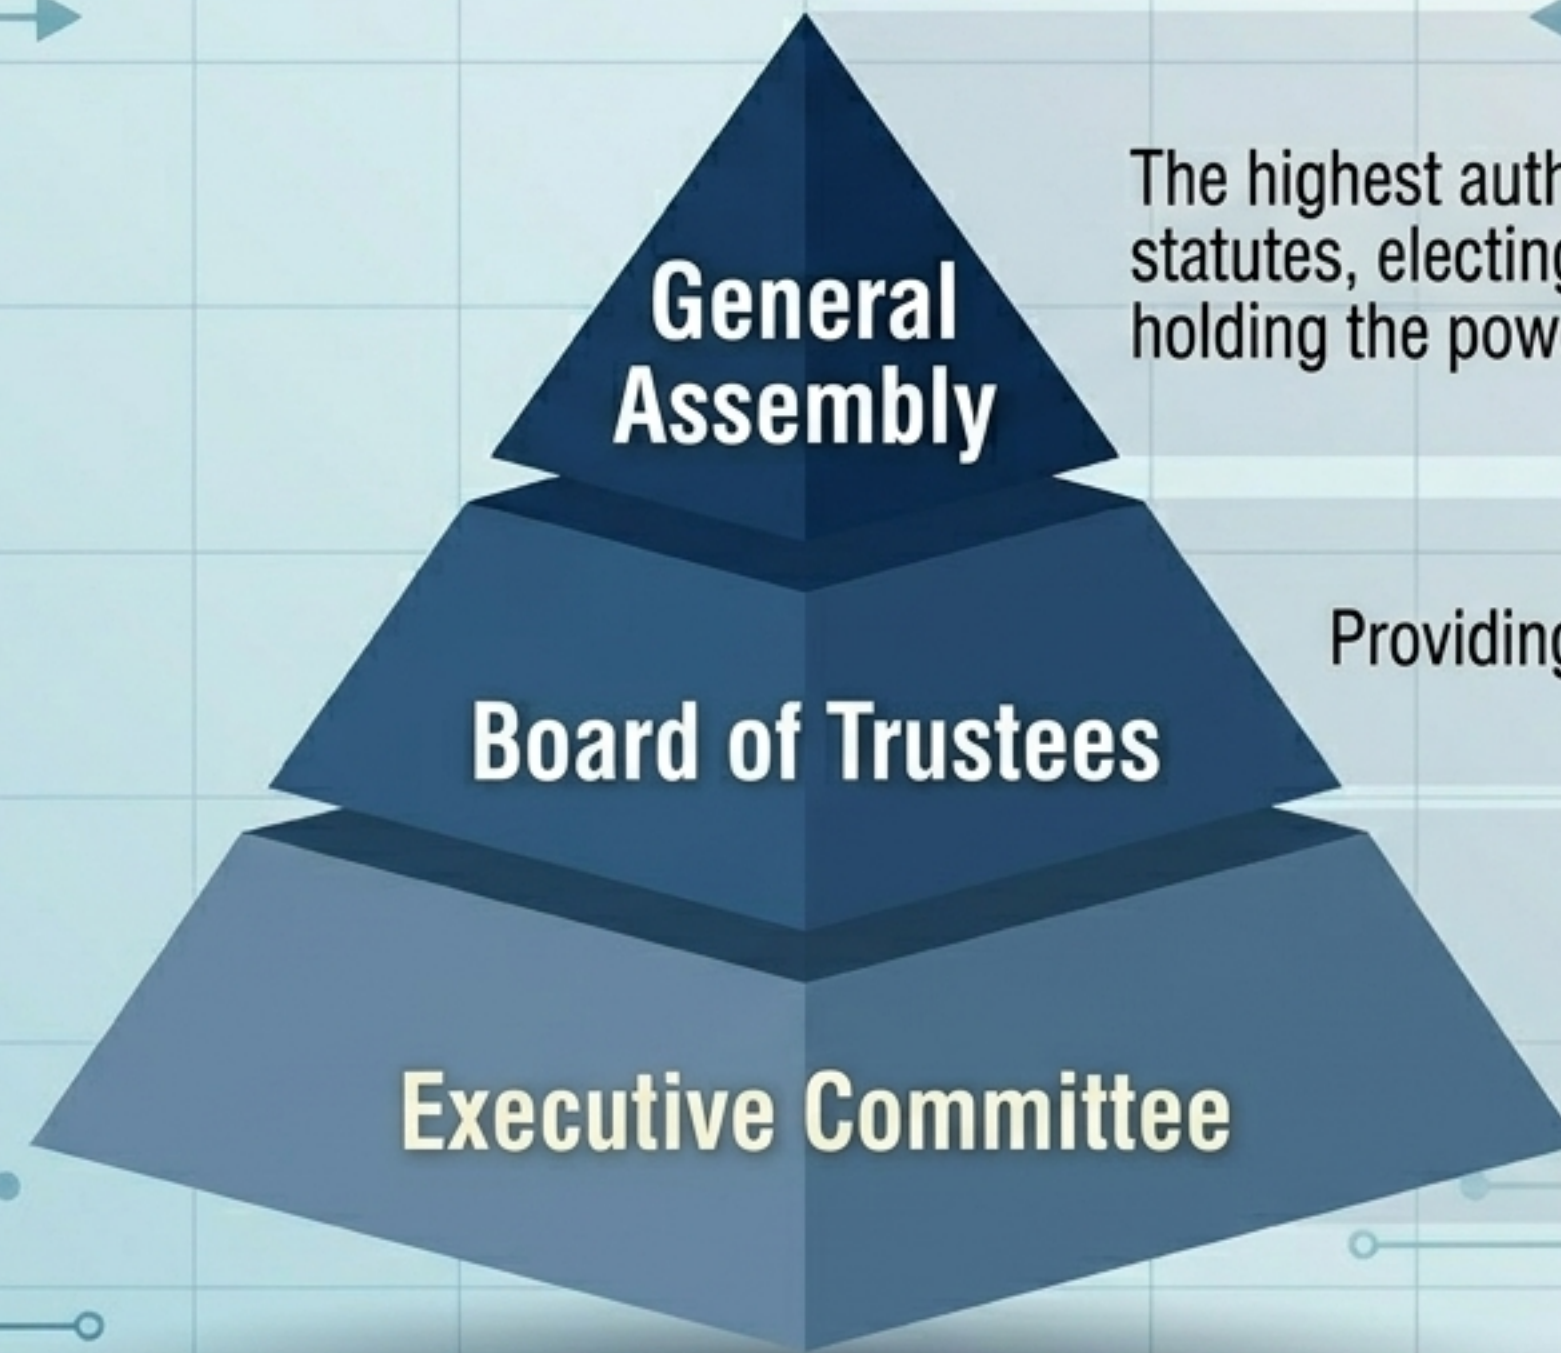 General
Assembly
The highest auth
statutes, electing
holding the pow
Board of Trustees
Providing
Executive Committee